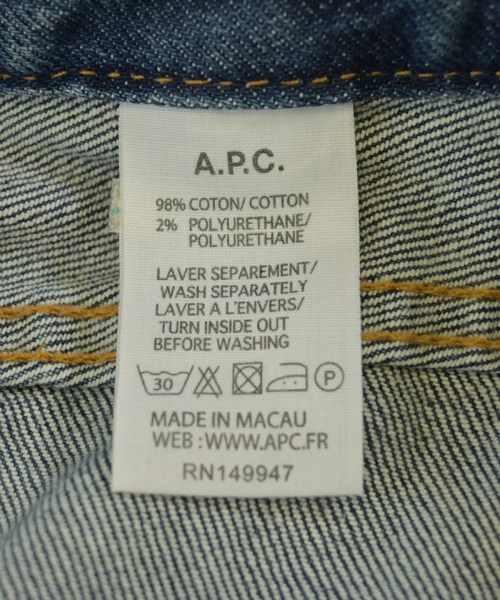 A.P.C.
98% COTON/ COTTON
2% POLYURETHANE/
POLYURETHANE
LAVER SEPAREMENT/
WASH SEPARATELY
LAVER A L'ENVERS/
TURN INSIDE OUT
BEFORE WASHING
30 P
MADE IN MACAU
WEB : WWW.APC.FR
RN149947